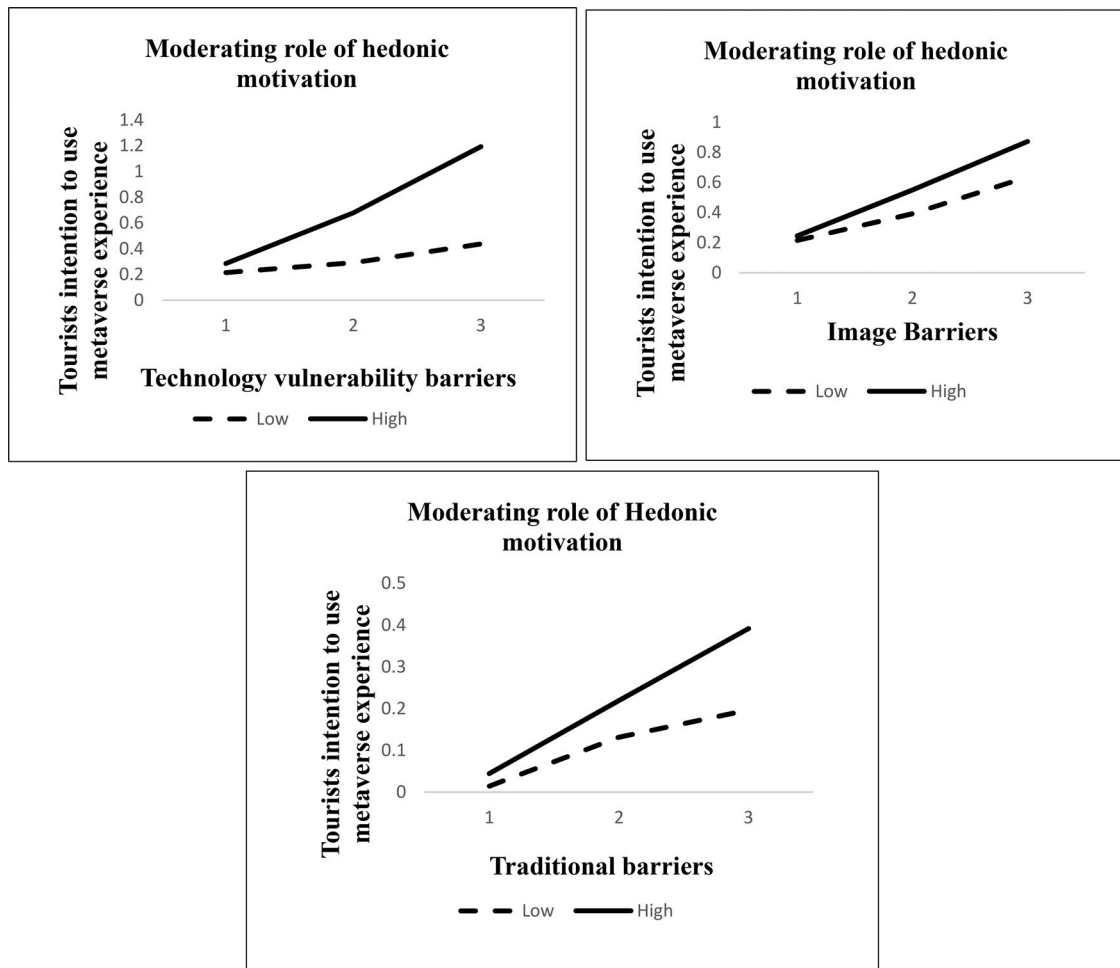 Moderating role of hedonic
motivation
Tourists intention to use
metaverse experience
1.4
1.2
1
0.8
0.6
0.4
0.2
0
1 2 3
Technology vulnerability barriers
Low High
Moderating role of hedonic
motivation
Tourists intention to use
metaverse experience
1
0.8
0.6
0.4
0.2
0
1 2 3
Image Barriers
Low High
Moderating role of Hedonic
motivation
Tourists intention to use
metaverse experience
0.5
0.4
0.3
0.2
0.1
0
1 2 3
Traditional barriers
Low High